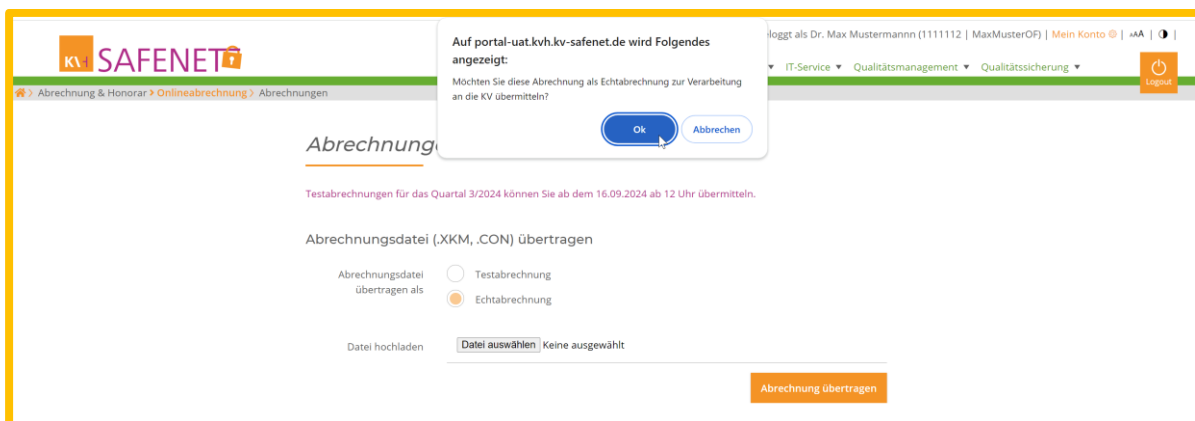 KVH SAFENET
loggt als Dr. Max Mustermannn (1111112 | MaxMusterOF) | Mein Konto | AAA |
IT-Service Qualitätsmanagement Qualitätssicherung
Logout
Abrechnung & Honorar > Onlineabrechnung > Abrechnungen
Auf portal-uat.kvh.kv-safenet.de wird Folgendes
angezeigt:
Möchten Sie diese Abrechnung als Echtabrechnung zur Verarbeitung
an die KV übermitteln?
Ok Abbrechen
Abrechnung
Testabrechnungen für das Quartal 3/2024 können Sie ab dem 16.09.2024 ab 12 Uhr übermitteln.
Abrechnungsdatei (.XKM, .CON) übertragen
Abrechnungsdatei
übertragen als
Testabrechnung
Echtabrechnung
Datei hochladen
Datei auswählen Keine ausgewählt
Abrechnung übertragen